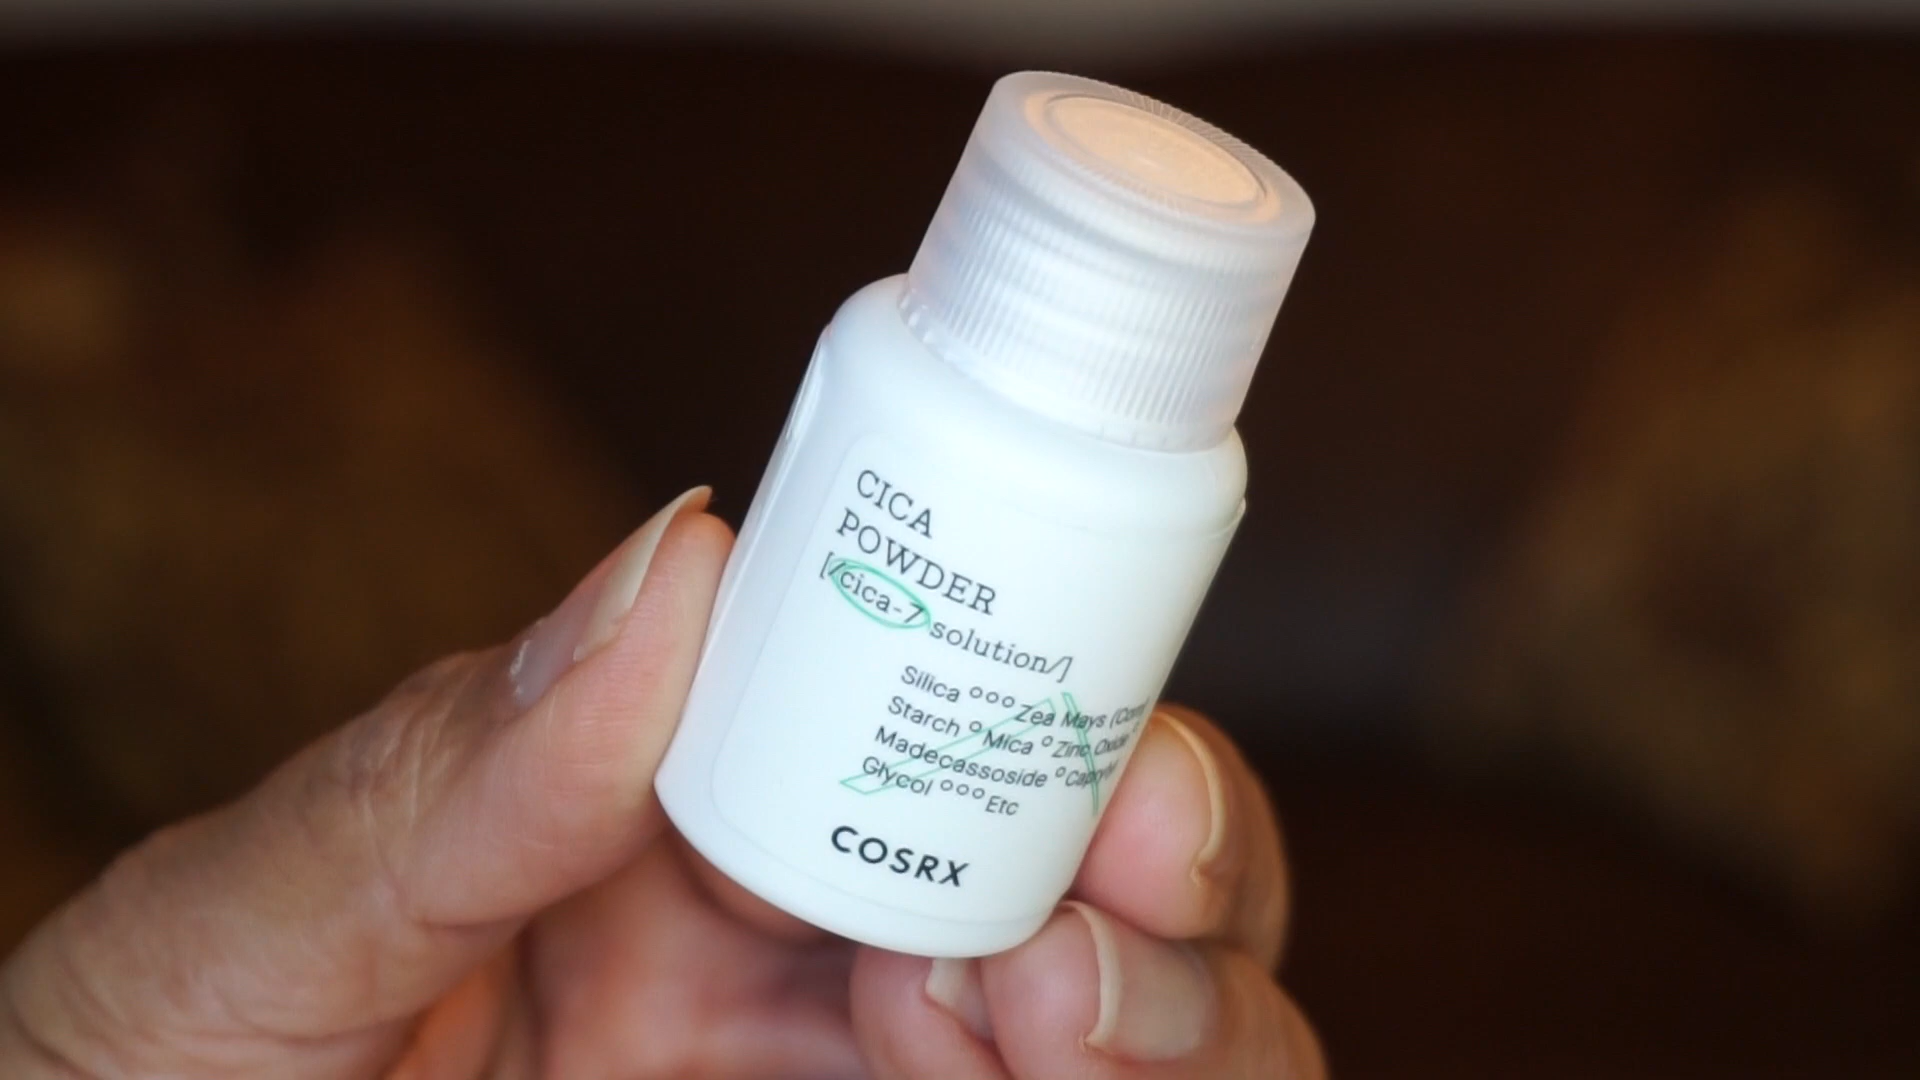 CICA
POWDER
[/cica-7 solution/]
Silica °°° Zea Mays (Corn)
Starch ° Mica ° Zinc Oxide °
Madecassoside ° Caprylyl
Glycol °°° Etc
COSRX